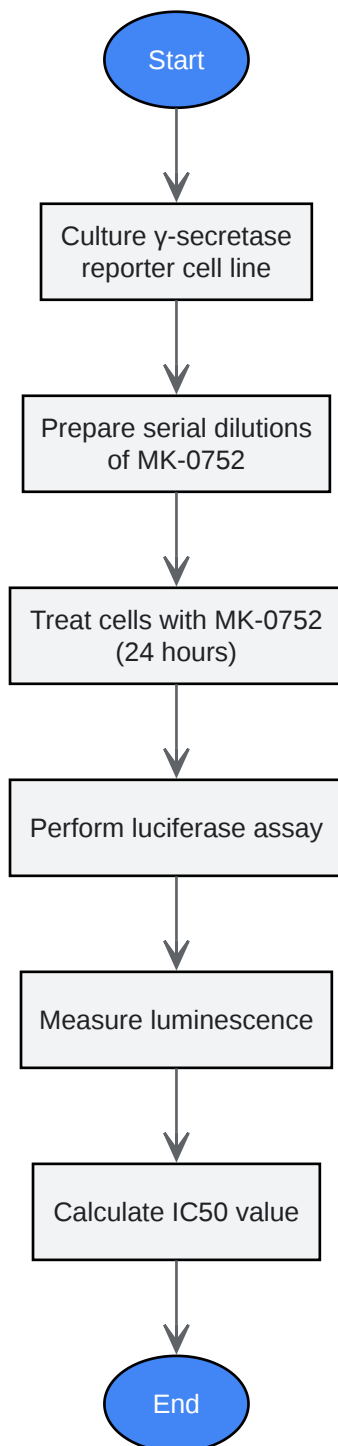 Start
Culture γ-secretase
reporter cell line
Prepare serial dilutions
of MK-0752
Treat cells with MK-0752
(24 hours)
Perform luciferase assay
Measure luminescence
Calculate IC50 value
End